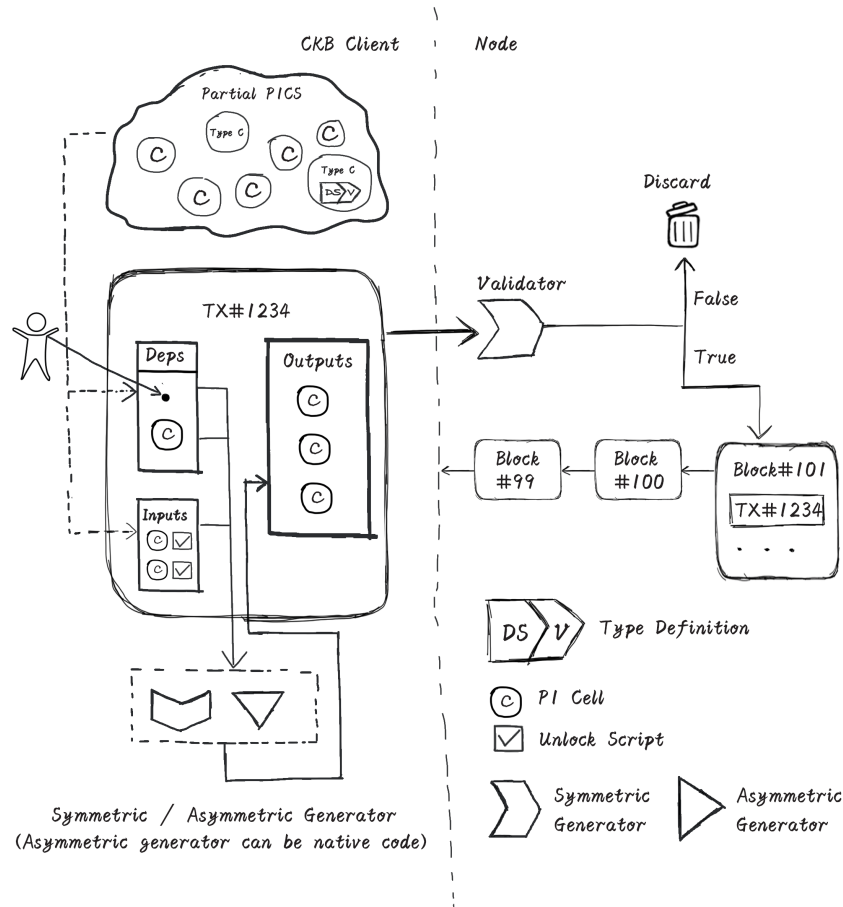 CKB Client
Node
Partial P1CS
C
Type C
C
C
Type C
DS V
C
C
Discard
Validator
False
True
TX#1234
Deps
C
Inputs
C
C
Outputs
C
C
C
Block
#99
Block
#100
Block#101
TX#1234
. . .
DS V
Type Definition
C
P1 Cell
Unlock Script
Symmetric
Generator
Asymmetric
Generator
Symmetric / Asymmetric Generator
(Asymmetric generator can be native code)